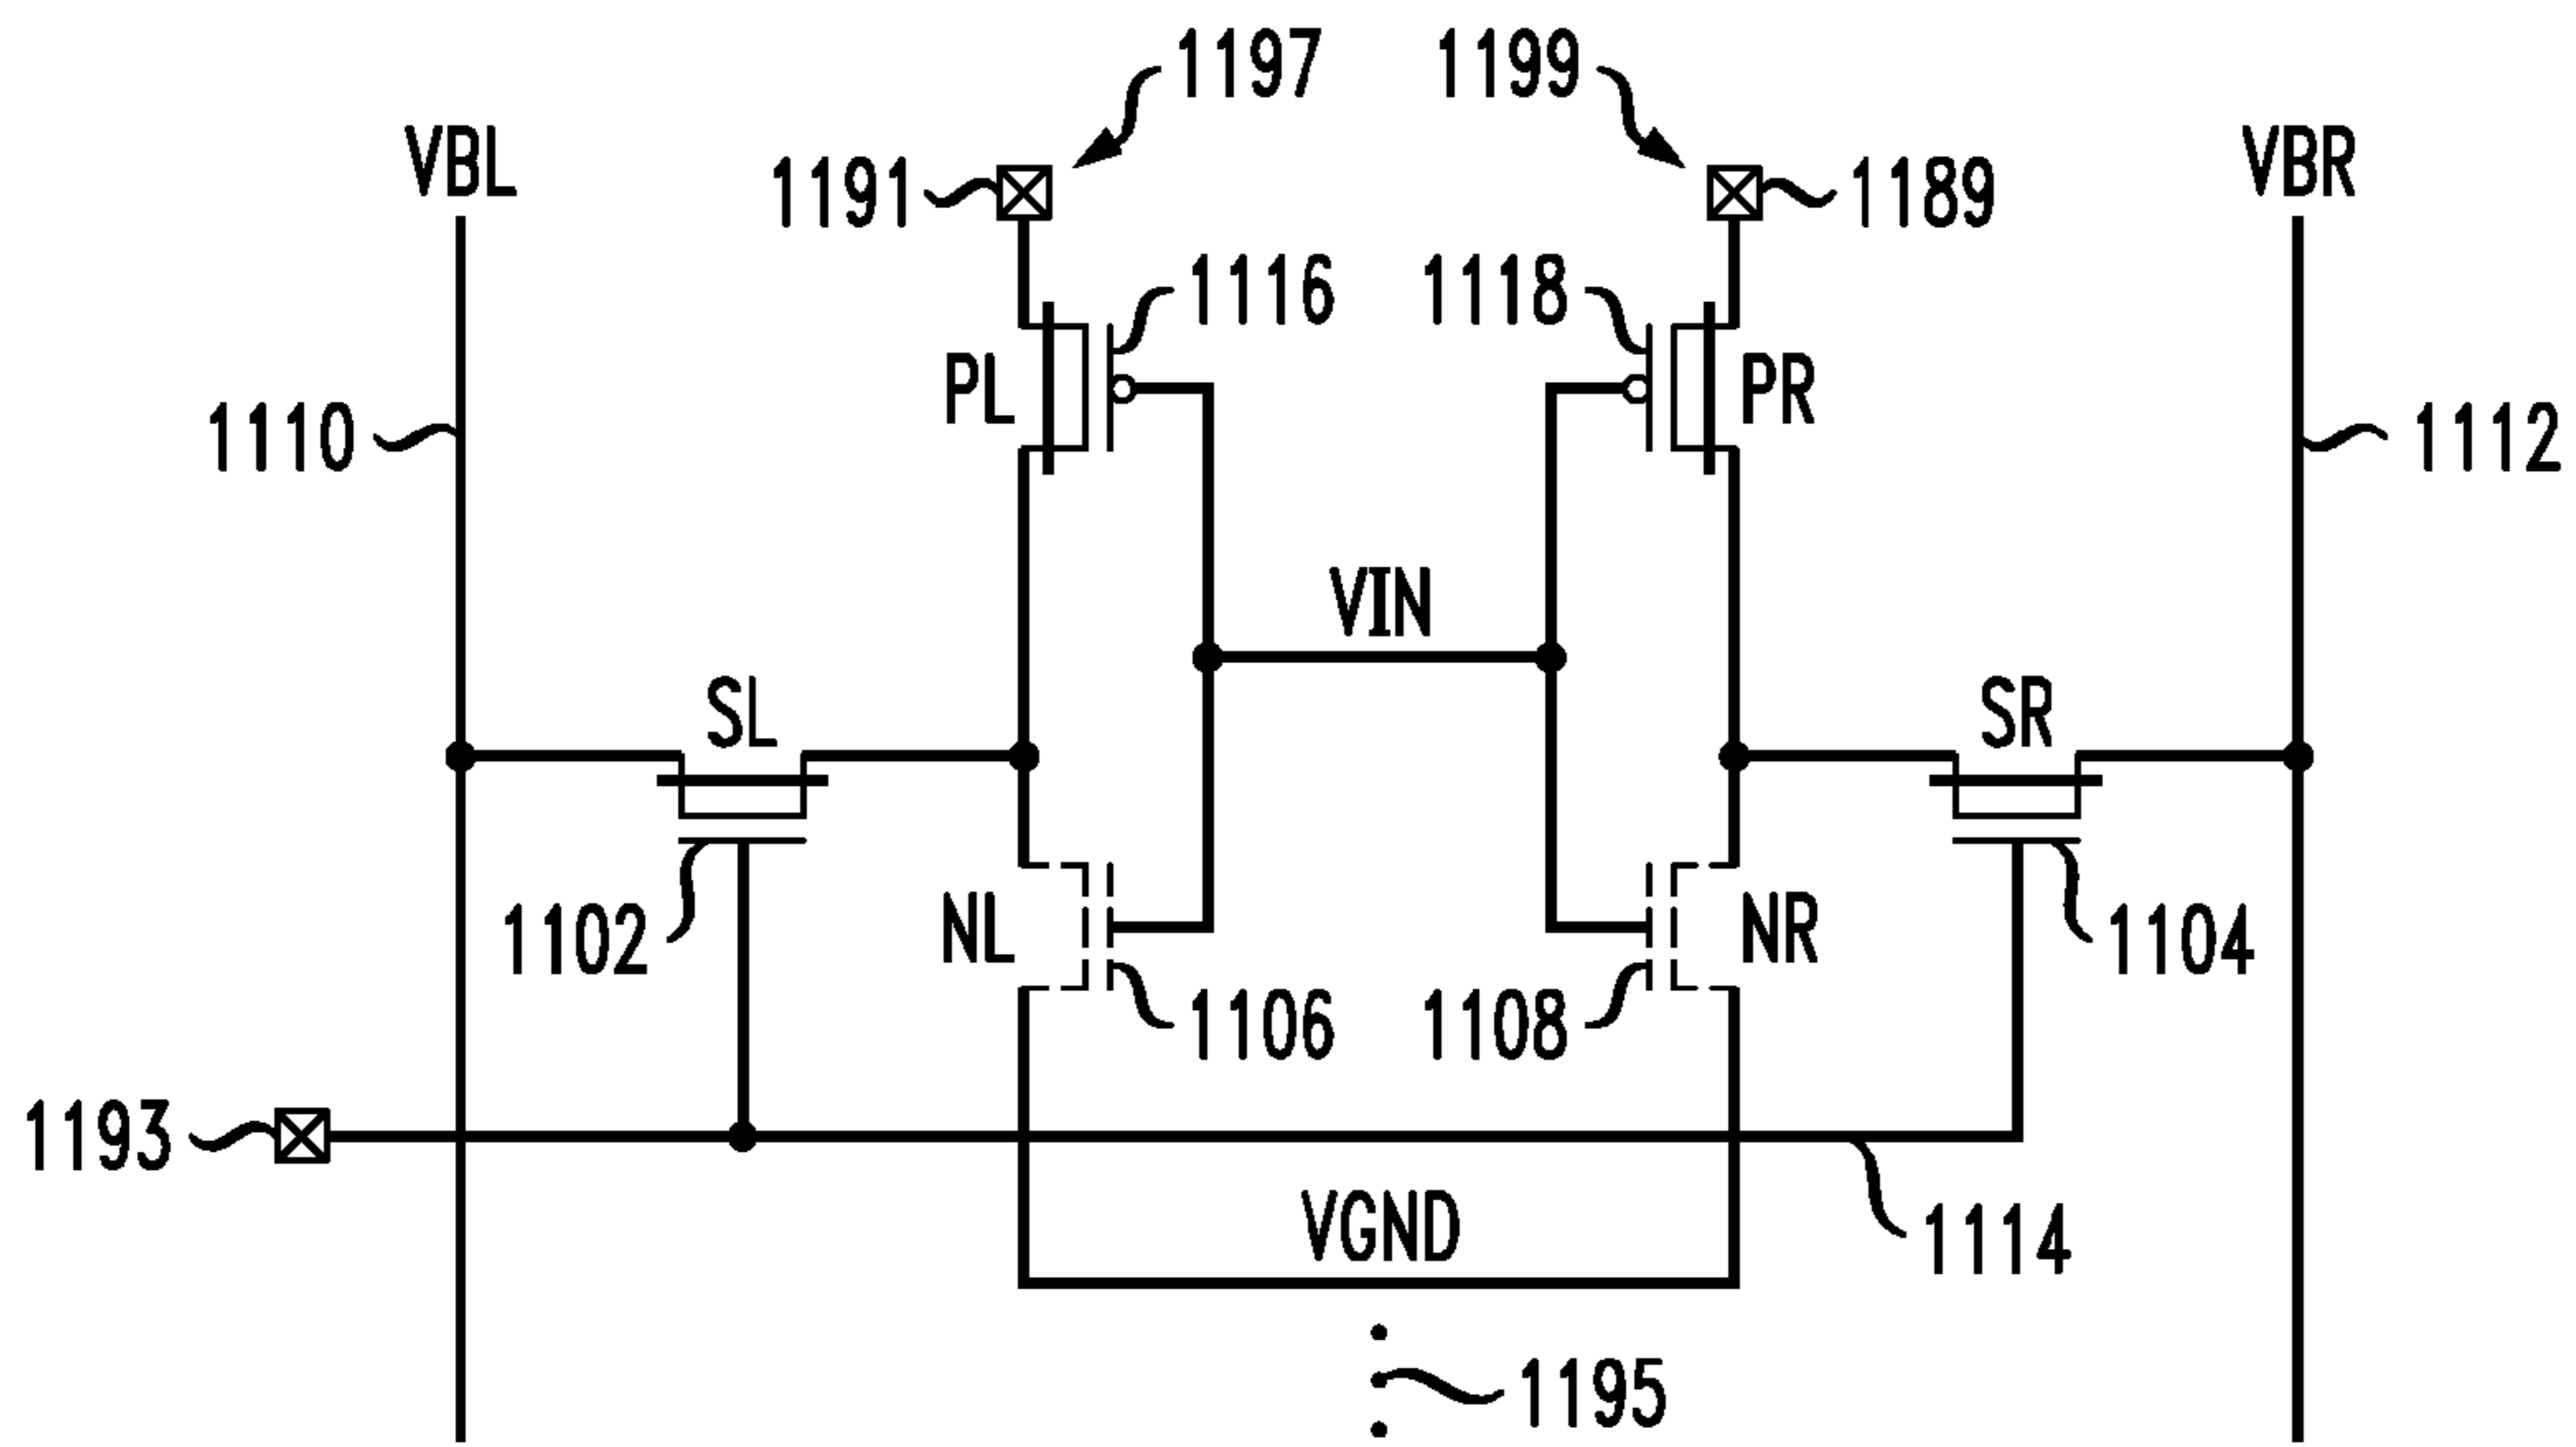 1197 1199
VBL 1191 1189 VBR
1116 1118
PL PR
1110 1112
VIN
SL SR
1102 NL NR 1104
1106 1108
1193
VGND 1114
1195